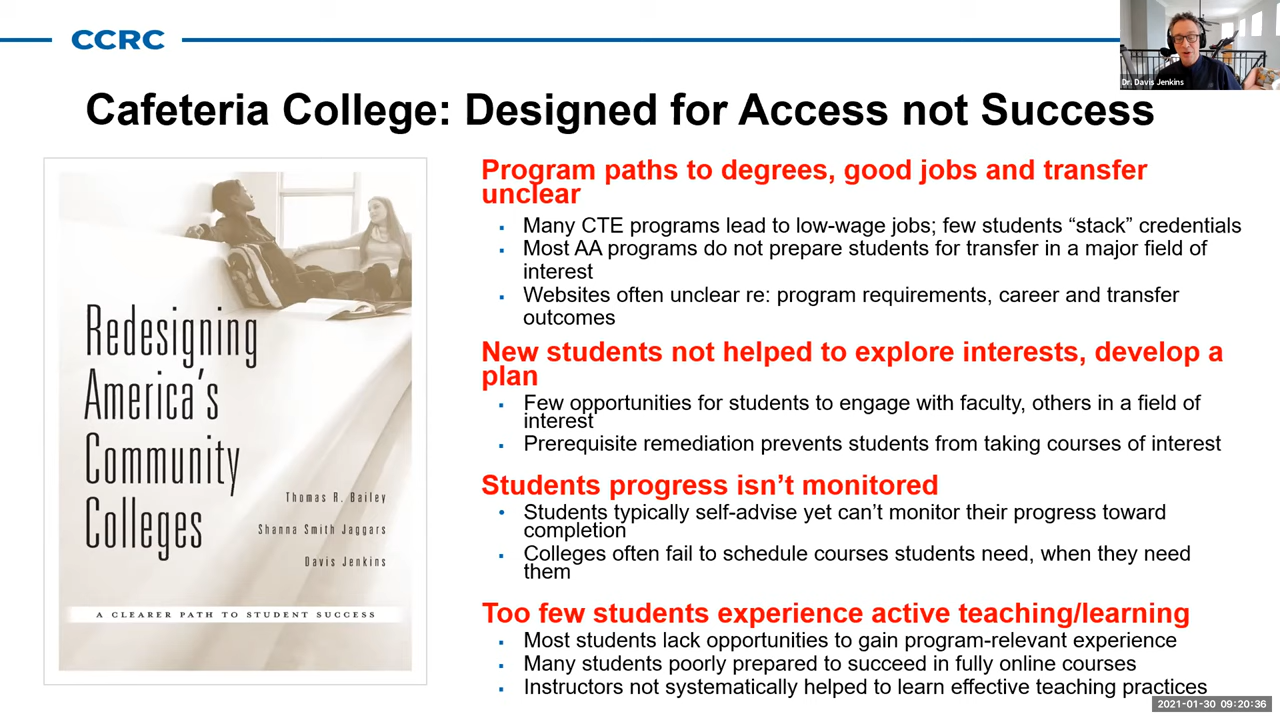 CCRC
Dr. Davis Jenkins
Cafeteria College: Designed for Access not Success
Redesigning
America's
Community
Colleges
Thomas R. Bailey
Shanna Smith Jaggars
Davis Jenkins
A CLEARER PATH TO STUDENT SUCCESS
Program paths to degrees, good jobs and transfer
unclear
Many CTE programs lead to low-wage jobs; few students “stack” credentials
Most AA programs do not prepare students for transfer in a major field of
interest
Websites often unclear re: program requirements, career and transfer
outcomes
New students not helped to explore interests, develop a
plan
Few opportunities for students to engage with faculty, others in a field of
interest
Prerequisite remediation prevents students from taking courses of interest
Students progress isn’t monitored
Students typically self-advise yet can’t monitor their progress toward
completion
Colleges often fail to schedule courses students need, when they need
them
Too few students experience active teaching/learning
Most students lack opportunities to gain program-relevant experience
Many students poorly prepared to succeed in fully online courses
Instructors not systematically helped to learn effective teaching practices
2021-01-30 09:20:36